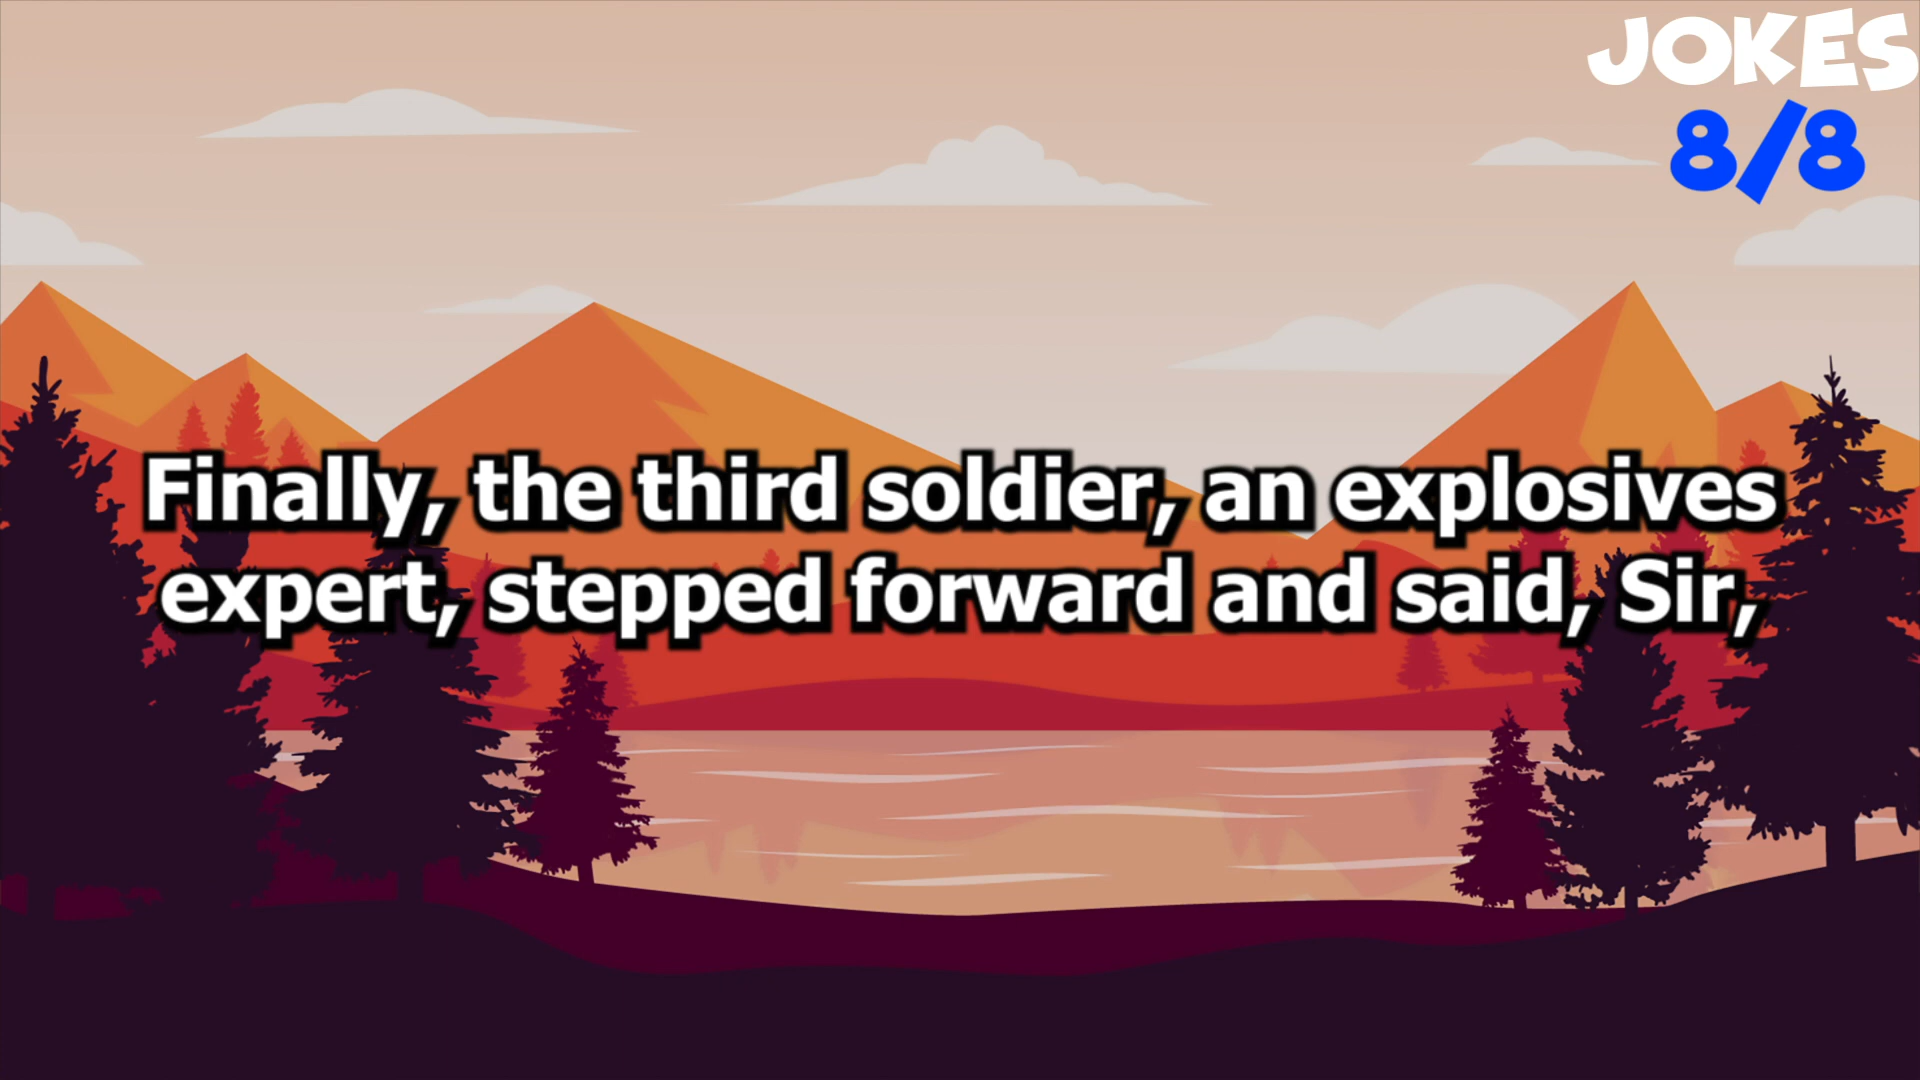 JOKES
8/8
Finally, the third soldier, an explosives
expert, stepped forward and said, Sir,